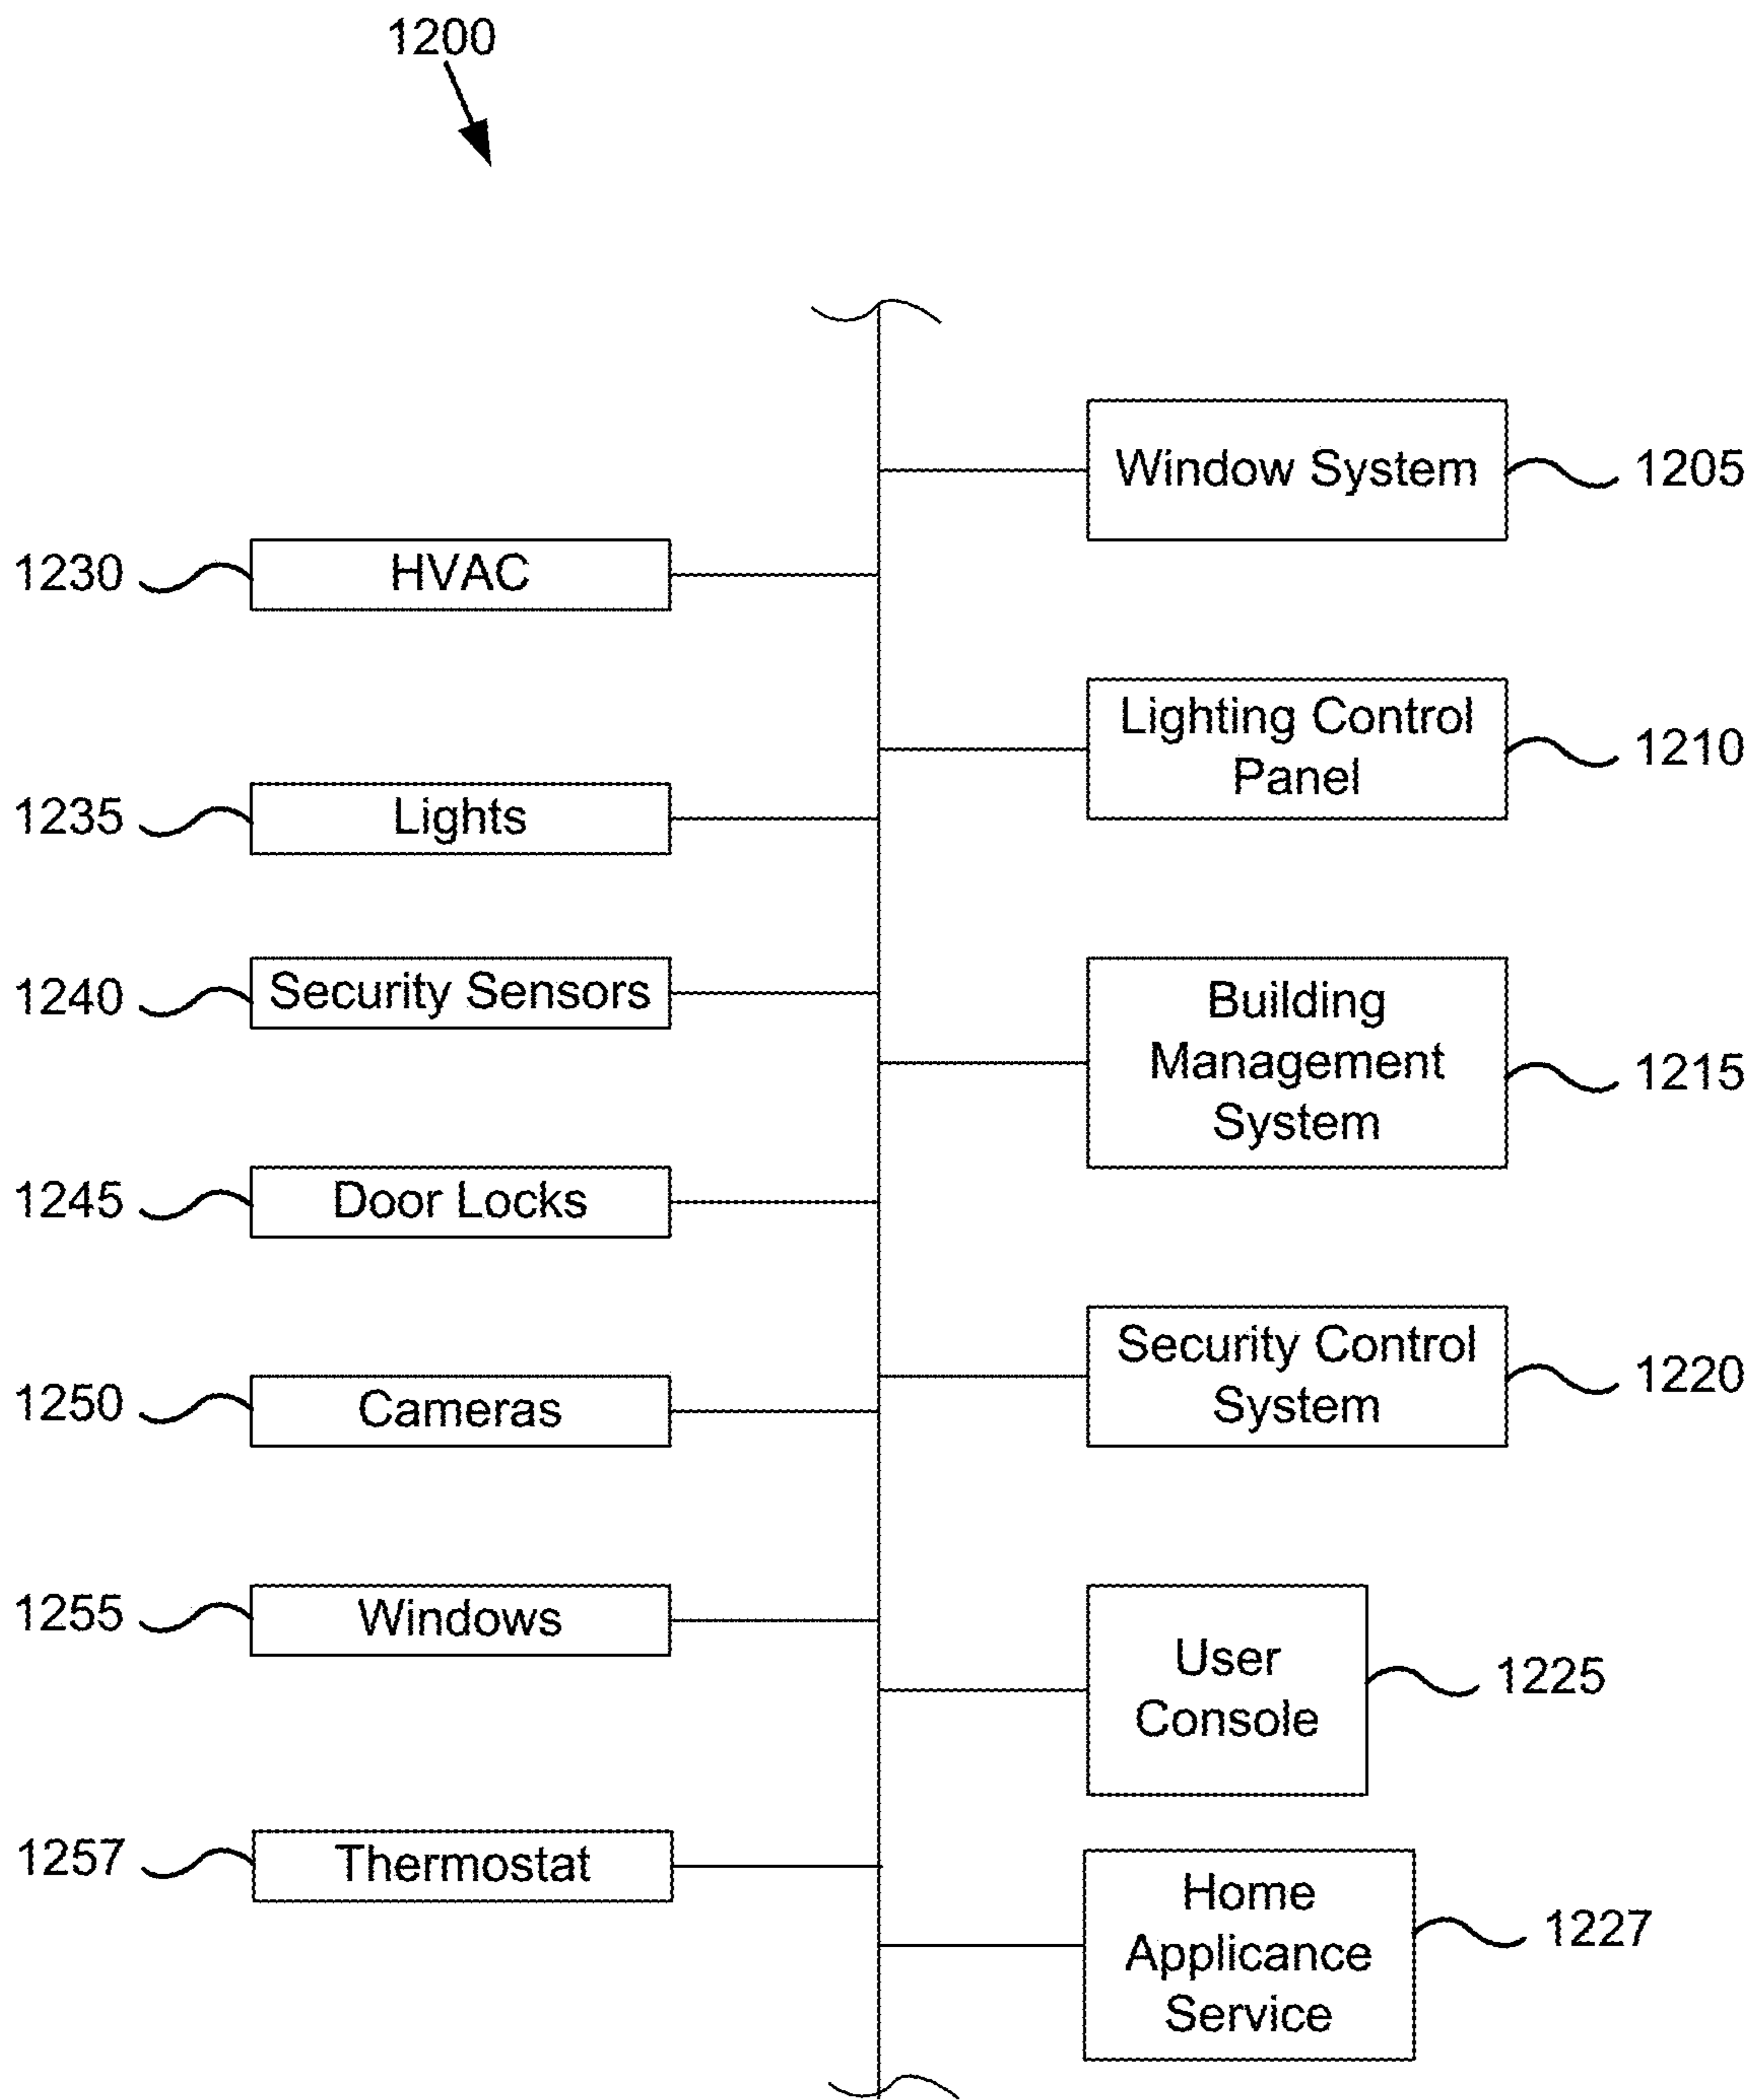 1200
Window System
1205
1230
HVAC
Lighting Control
Panel
1210
1235
Lights
1240
Security Sensors
Building
Management
System
1215
1245
Door Locks
Security Control
System
1220
1250
Cameras
1255
Windows
User
Console
1225
1257
Thermostat
Home
Applicance
Service
1227